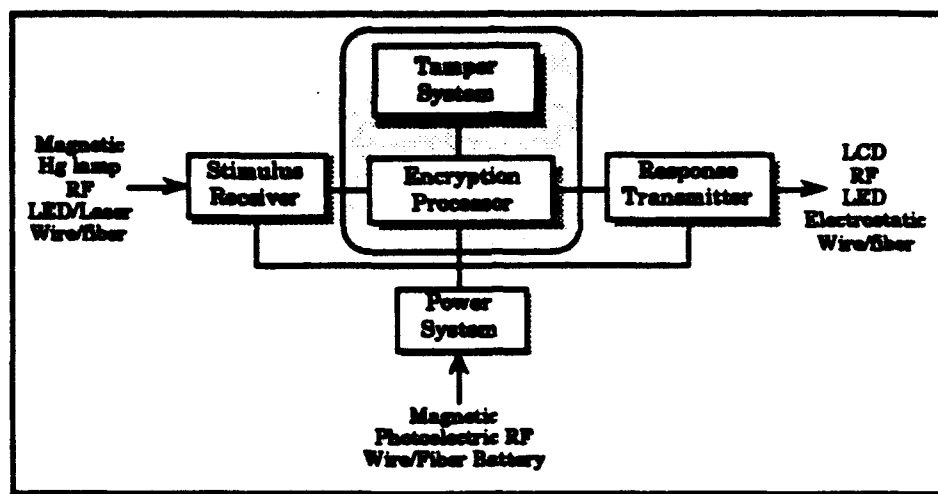 Tamper
System
Magnetic
Hg lamp
RF
LED/Laser
Wire/fiber
Stimulus
Receiver
Encryption
Processor
Response
Transmitter
LCD
RF
LED
Electrostatic
Wire/fiber
Power
System
Magnetic
Photoelectric RF
Wire/Fiber Battery